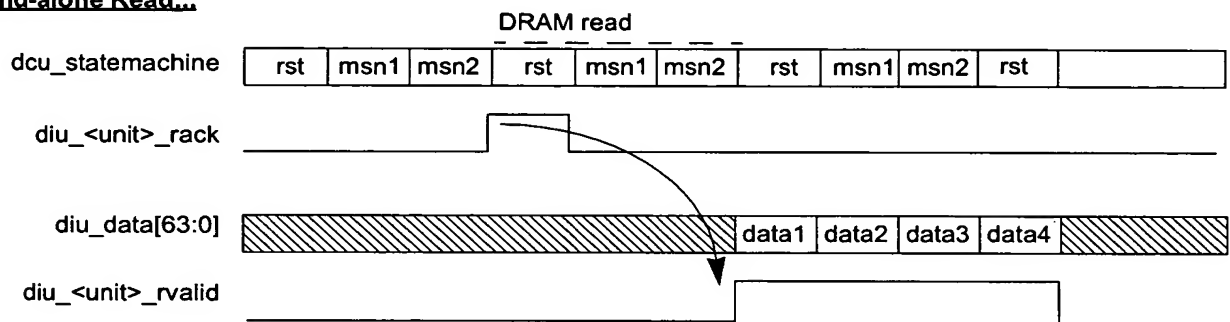 DRAM read
dcu_statemachine rst msn1 msn2 rst msn1 msn2 rst msn1 msn2 rst
diu_<unit>_rack
diu_data[63:0] data1 data2 data3 data4
diu_<unit>_rvalid